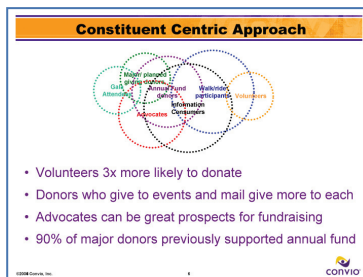 Constituent Centric Approach
Major/ planned
giving donors
Gala
Attendees
Annual Fund
donors
Walk/ride
participants
Volunteers
Information
Consumers
Advocates
• Volunteers 3x more likely to donate
• Donors who give to events and mail give more to each
• Advocates can be great prospects for fundraising
• 90% of major donors previously supported annual fund
©2008 Convio, Inc.
CONVIO